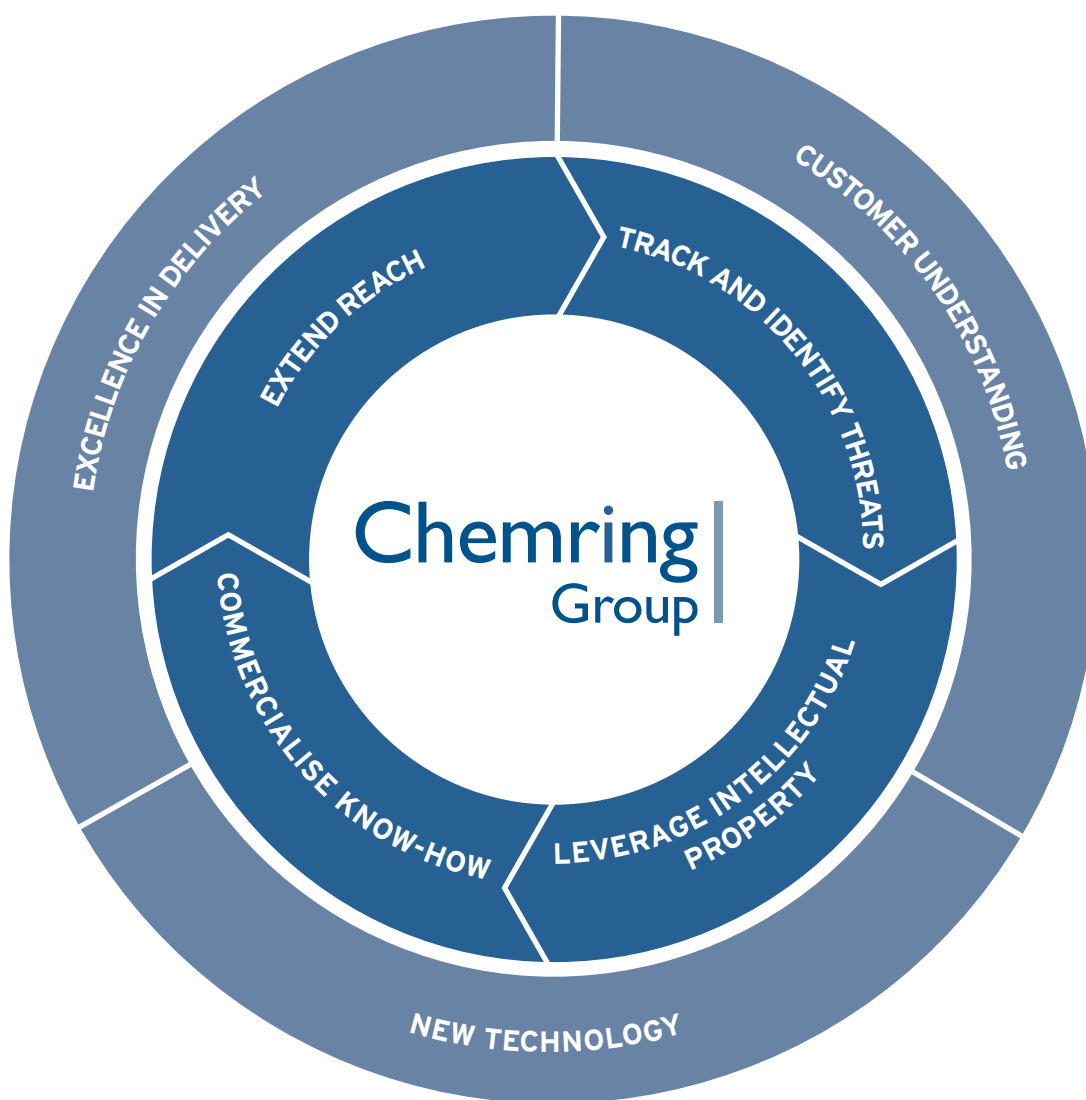 EXCELLENCE IN DELIVERY
CUSTOMER UNDERSTANDING
EXTEND REACH
TRACK AND IDENTIFY THREATS
Chemring
Group
COMMERCIALISE KNOW-HOW
LEVERAGE INTELLECTUAL
PROPERTY
NEW TECHNOLOGY